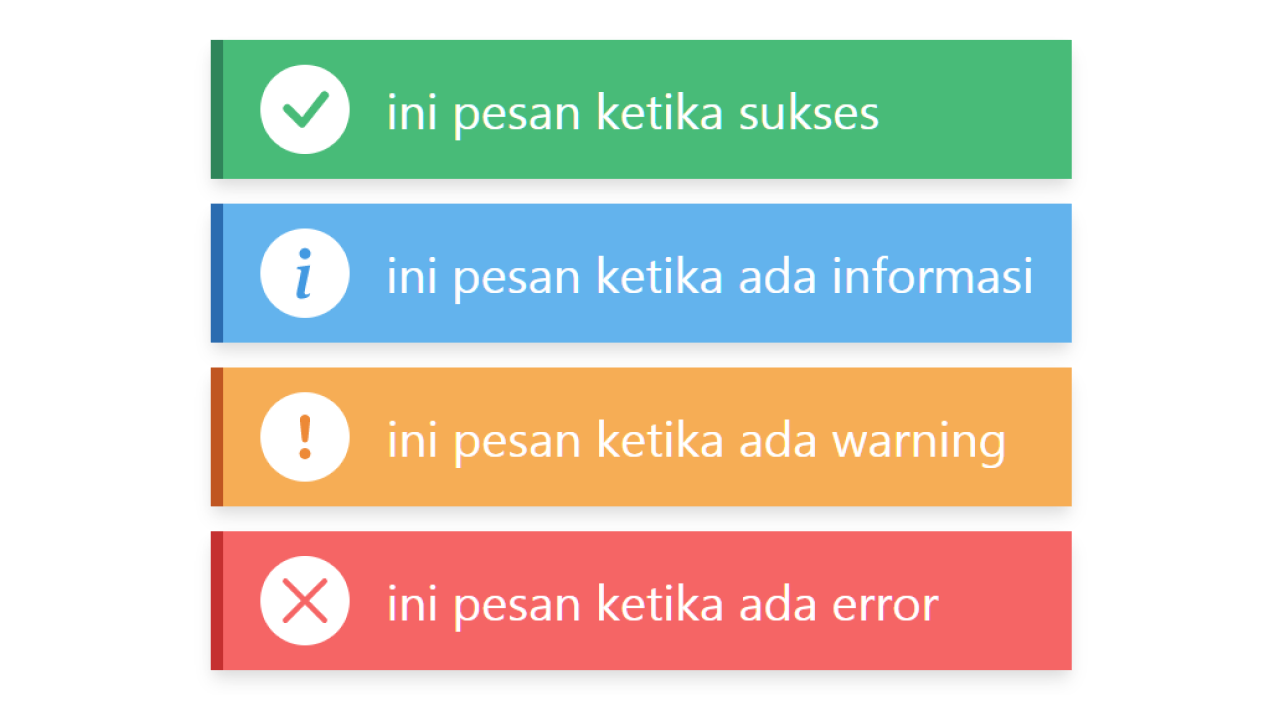 ini pesan ketika sukses
ini pesan ketika ada informasi
ini pesan ketika ada warning
ini pesan ketika ada error